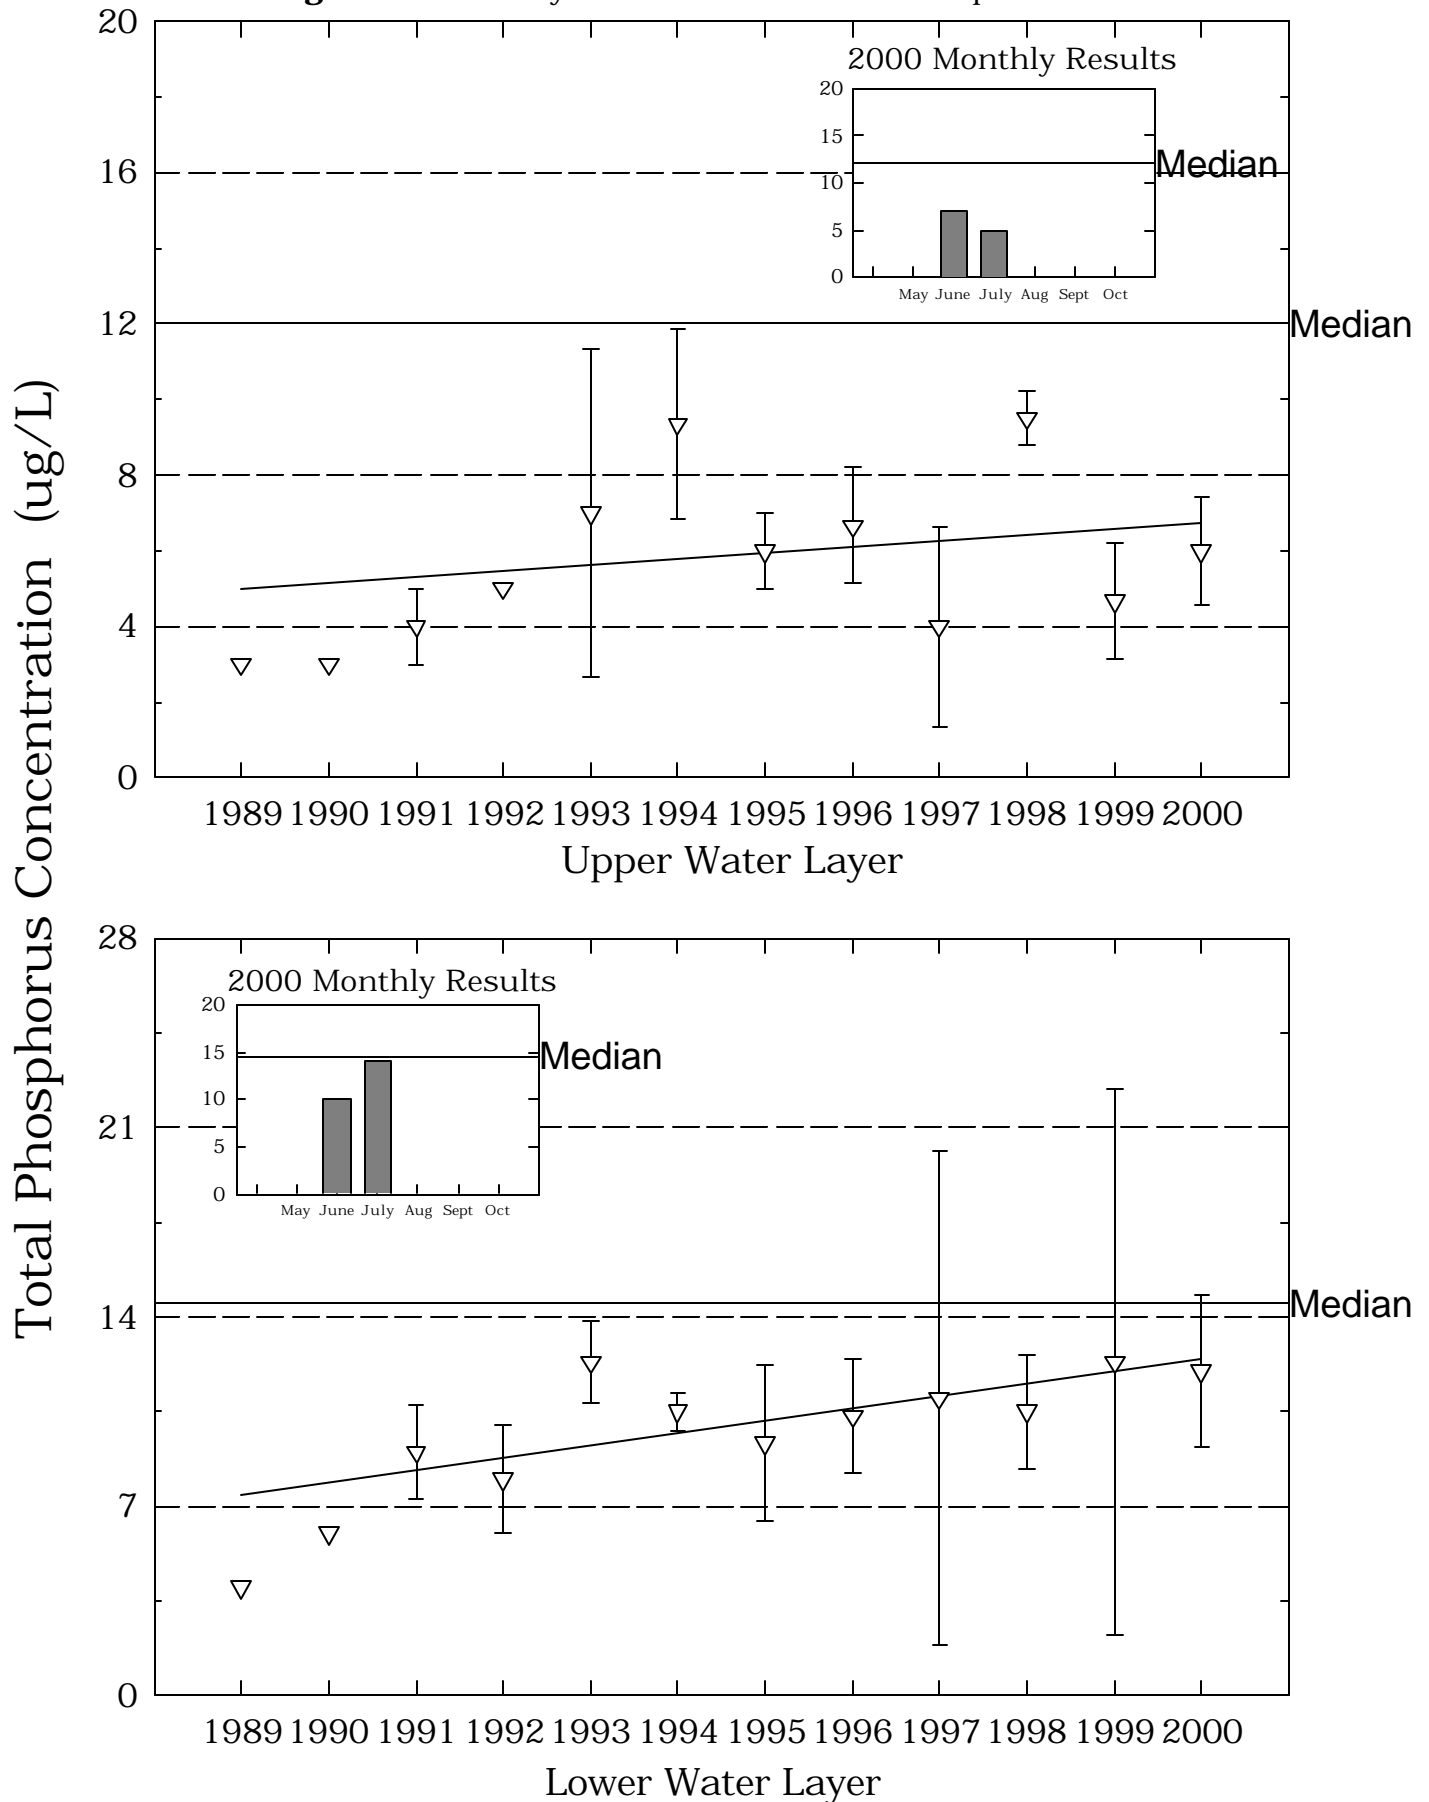 20
2000 Monthly Results
20
15
Median
16
10
5
0
May June July Aug Sept Oct
12
Median
8
4
0
1989 1990 1991 1992 1993 1994 1995 1996 1997 1998 1999 2000
Upper Water Layer
Total Phosphorus Concentration (ug/L)
28
2000 Monthly Results
20
15
Median
10
21
5
0
May June July Aug Sept Oct
14
Median
7
0
1989 1990 1991 1992 1993 1994 1995 1996 1997 1998 1999 2000
Lower Water Layer